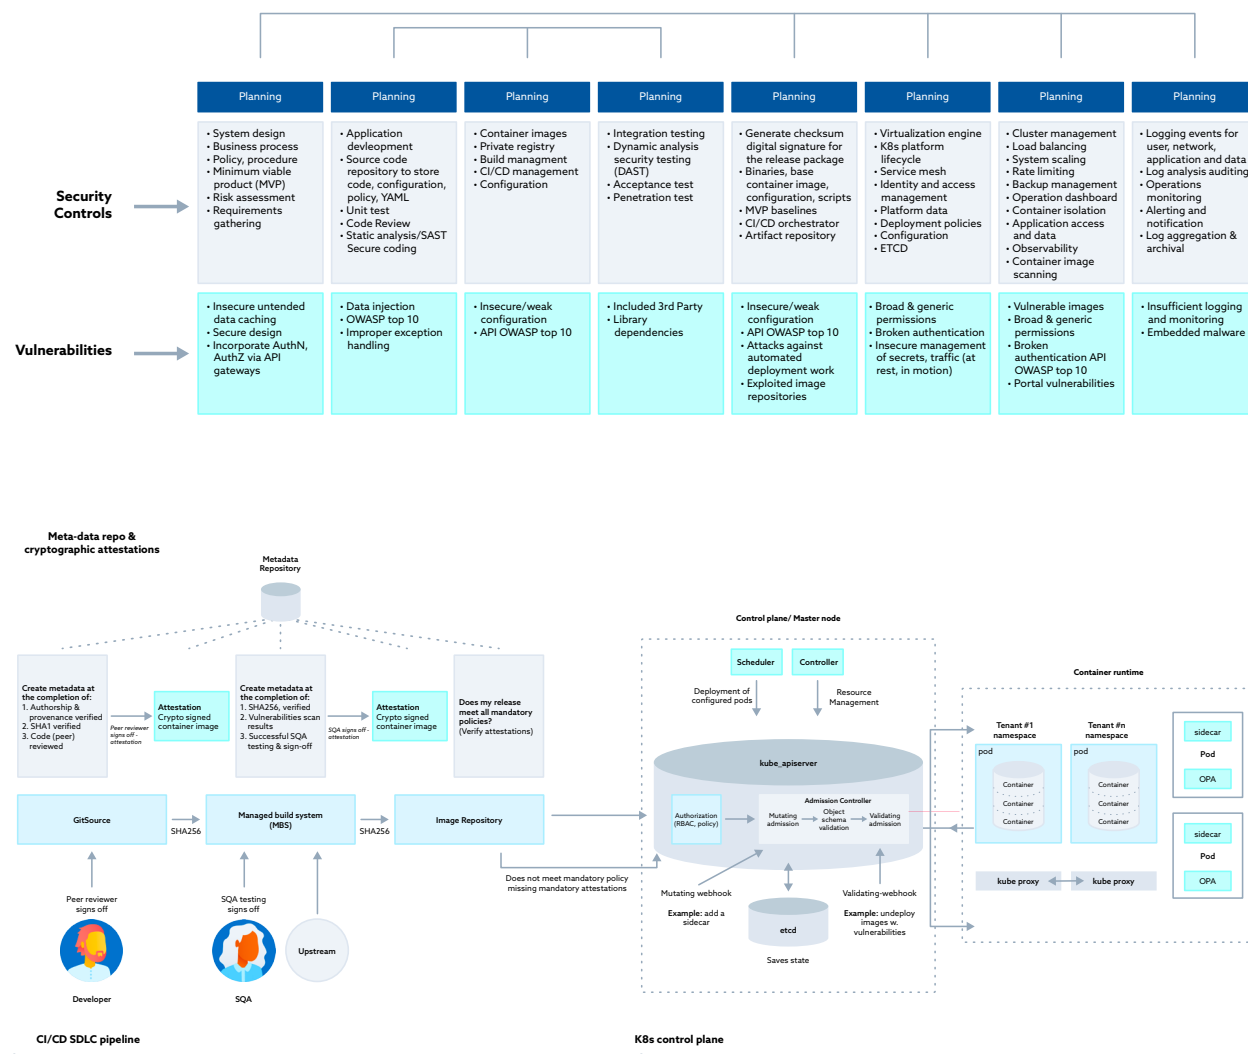 Planning
Planning
Planning
Planning
Planning
Planning
Planning
Planning
Security
Controls
• System design
• Business process
• Policy, procedure
• Minimum viable
product (MVP)
• Risk assessment
• Requirements
gathering
• Application
devleopment
• Source code
repository to store
code, configuration,
policy, YAML
• Unit test
• Code Review
• Static analysis/SAST
Secure coding
• Container images
• Private registry
• Build managment
• CI/CD management
• Configuration
• Integration testing
• Dynamic analysis
security testing
(DAST)
• Acceptance test
• Penetration test
• Generate checksum
digital signature for
the release package
• Binaries, base
container image,
configuration, scripts
• MVP baselines
• CI/CD orchestrator
• Artifact repository
• Virtualization engine
• K8s platform
lifecycle
• Service mesh
• Identity and access
management
• Platform data
• Deployment policies
• Configuration
• ETCD
• Cluster management
• Load balancing
• System scaling
• Rate limiting
• Backup management
• Operation dashboard
• Container isolation
• Application access
and data
• Observability
• Container image
scanning
• Logging events for
user, network,
application and data
• Log analysis auditing
• Operations
monitoring
• Alerting and
notification
• Log aggregation &
archival
Vulnerabilities
• Insecure untended
data caching
• Secure design
• Incorporate AuthN,
AuthZ via API
gateways
• Data injection
• OWASP top 10
• Improper exception
handling
• Insecure/weak
configuration
• API OWASP top 10
• Included 3rd Party
• Library
dependencies
• Insecure/weak
configuration
• API OWASP top 10
• Attacks against
automated
deployment work
• Exploited image
repositories
• Broad & generic
permissions
• Broken authentication
• Insecure management
of secrets, traffic (at
rest, in motion)
• Vulnerable images
• Broad & generic
permissions
• Broken
authentication API
OWASP top 10
• Portal vulnerabilities
• Insufficient logging
and monitoring
• Embedded malware
Meta-data repo &
cryptographic attestations
Metadata
Repository
Create metadata at
the completion of:
1. Authorship &
provenance verified
2. SHA1 verified
3. Code (peer)
reviewed
Peer reviewer
signs off -
attestation
Attestation
Crypto signed
container image
Create metadata at
the completion of:
1. SHA256, verified
2. Vulnerabilities scan
results
3. Successful SQA
testing & sign-off
SQA signs off -
attestation
Attestation
Crypto signed
container image
Does my release
meet all mandatory
policies?
(Verify attestations)
GitSource
SHA256
Managed build system
(MBS)
SHA256
Image Repository
Does not meet mandatory policy
missing mandatory attestations
Peer reviewer
signs off
SQA testing
signs off
Upstream
Developer
SQA
CI/CD SDLC pipeline
Control plane/ Master node
Scheduler
Controller
Deployment of
configured pods
Resource
Management
kube_apiserver
Authorization
(RBAC, policy)
Admission Controller
Mutating
admission
Object
schema
validation
Validating
admission
Mutating webhook
Example: add a
sidecar
etcd
Saves state
Validating-webhook
Example: undeploy
images w.
vulnerabilities
K8s control plane
Container runtime
Tenant #1
namespace
pod
Container
Container
Container
Tenant #n
namespace
pod
Container
Container
Container
kube proxy
kube proxy
sidecar
Pod
OPA
sidecar
Pod
OPA